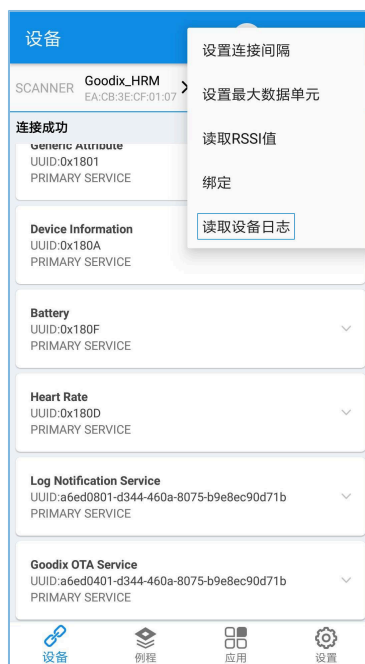 设备
设置连接间隔
SCANNER
Goodix_HRM
EA:CB:3E:CF:01:07
设置最大数据单元
连接成功
读取RSSI值
Generic Attribute
UUID:0x1801
PRIMARY SERVICE
绑定
读取设备日志
Device Information
UUID:0x180A
PRIMARY SERVICE
Battery
UUID:0x180F
PRIMARY SERVICE
Heart Rate
UUID:0x180D
PRIMARY SERVICE
Log Notification Service
UUID:a6ed0801-d344-460a-8075-b9e8ec90d71b
PRIMARY SERVICE
Goodix OTA Service
UUID:a6ed0401-d344-460a-8075-b9e8ec90d71b
PRIMARY SERVICE
设备
例程
应用
设置